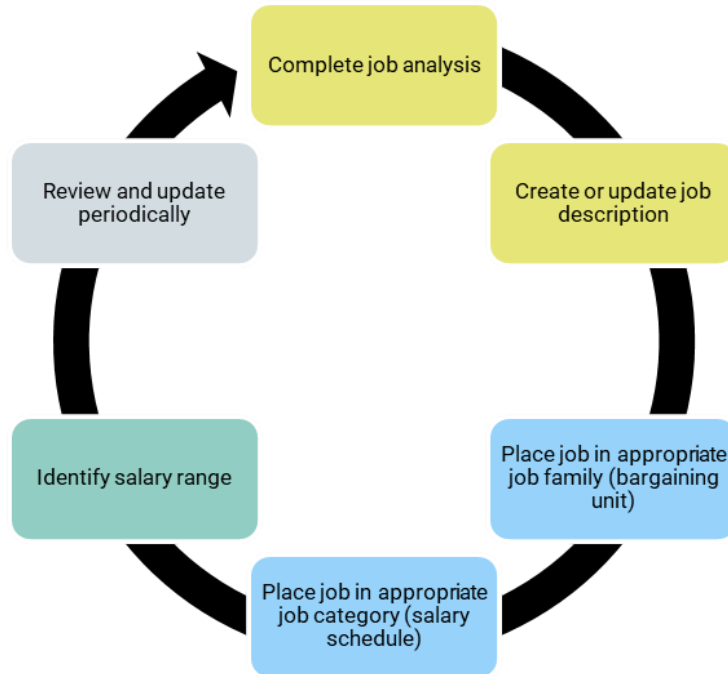 Complete job analysis
Create or update job
description
Place job in appropriate
job family (bargaining
unit)
Place job in appropriate
job category (salary
schedule)
Identify salary range
Review and update
periodically